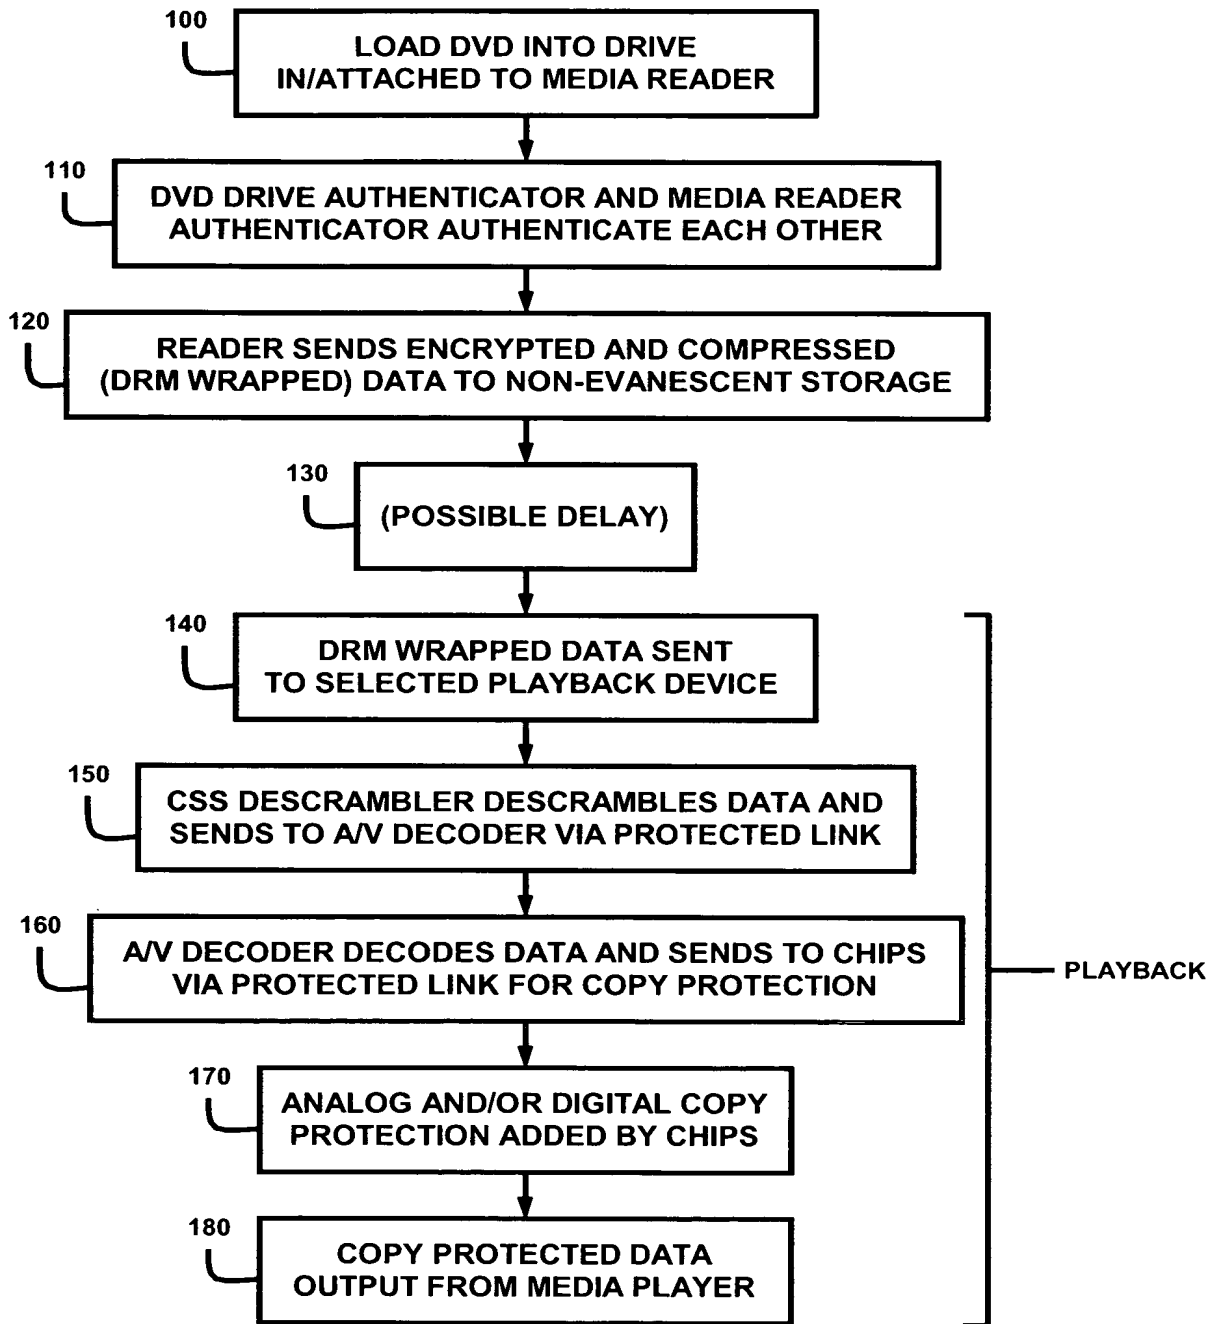 100
LOAD DVD INTO DRIVE
IN/ATTACHED TO MEDIA READER
110
DVD DRIVE AUTHENTICATOR AND MEDIA READER
AUTHENTICATOR AUTHENTICATE EACH OTHER
120
READER SENDS ENCRYPTED AND COMPRESSED
(DRM WRAPPED) DATA TO NON-EVANESCENT STORAGE
130
(POSSIBLE DELAY)
140
DRM WRAPPED DATA SENT
TO SELECTED PLAYBACK DEVICE
150
CSS DESCRAMBLER DESCRAMBLES DATA AND
SENDS TO A/V DECODER VIA PROTECTED LINK
160
A/V DECODER DECODES DATA AND SENDS TO CHIPS
VIA PROTECTED LINK FOR COPY PROTECTION
PLAYBACK
170
ANALOG AND/OR DIGITAL COPY
PROTECTION ADDED BY CHIPS
180
COPY PROTECTED DATA
OUTPUT FROM MEDIA PLAYER